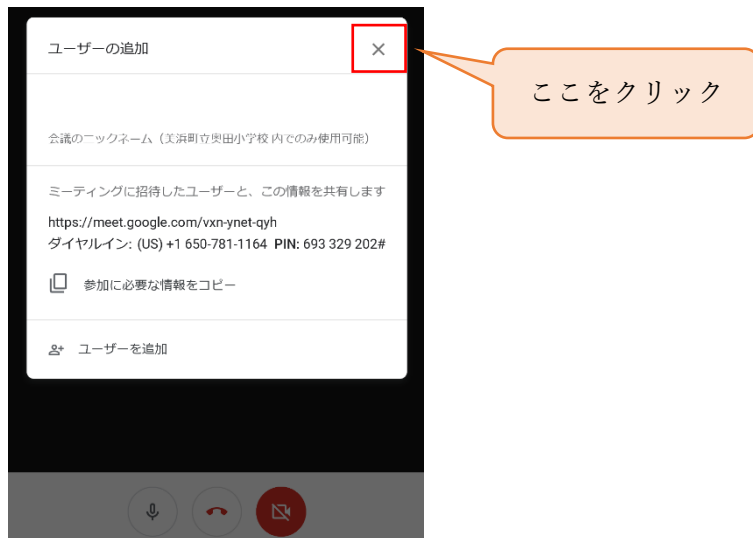 ユーザーの追加
ここをクリック
会議のニックネーム（美浜町立奥田小学校 内でのみ使用可能）
ミーティングに招待したユーザーと、この情報を共有します
https://meet.google.com/vxn-ynet-qyh
ダイヤルイン: (US) +1 650-781-1164 PIN: 693 329 202#
参加に必要な情報をコピー
ユーザーを追加